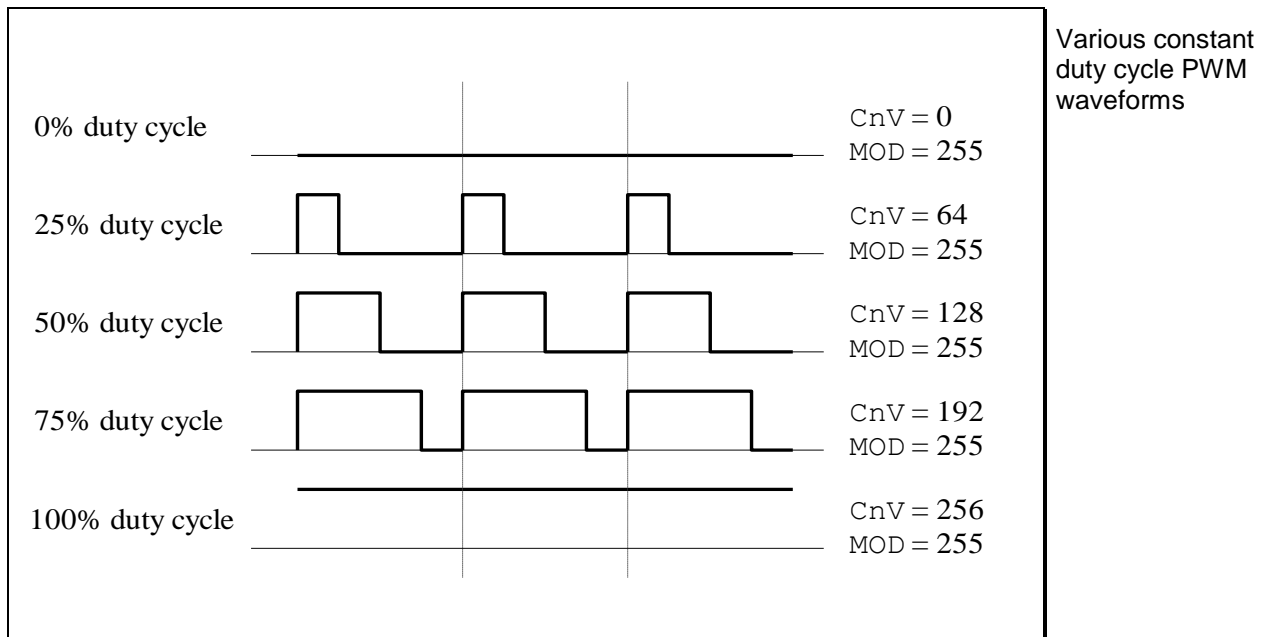 Various constant
duty cycle PWM
waveforms
0% duty cycle
CnV = 0
MOD = 255
25% duty cycle
CnV = 64
MOD = 255
50% duty cycle
CnV = 128
MOD = 255
75% duty cycle
CnV = 192
MOD = 255
100% duty cycle
CnV = 256
MOD = 255